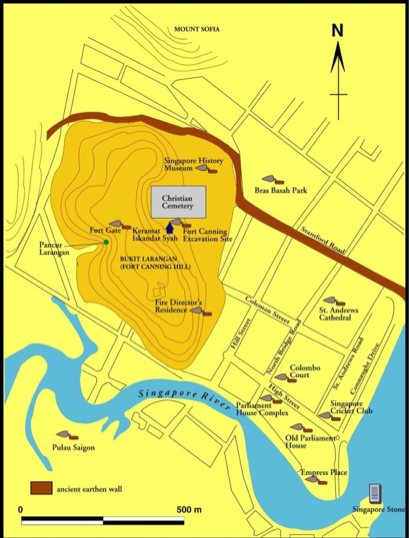 MOUNT SOFIA
N
Singapore History
Museum
Bras Basah Park
Christian
Cemetery
Fort Gate
Keramat
Iskandat Syah
Fort Canning
Excavation Site
Pancur
Larangan
BUKIT LARANGAN
(FORT CANNING HILL)
Stamford Road
Fire Director's
Residence
Coleman Street
St. Andrews
Cathedral
Hill Street
North Bridge Road
St. Andrews Road
Connaught Drive
Colombo
Court
Singapore River
High Street
Parliament
House Complex
Singapore
Cricket Club
Old Parliament
House
Pulau Saigon
Empress Place
ancient earthen wall
Singapore Stone
0
500 m